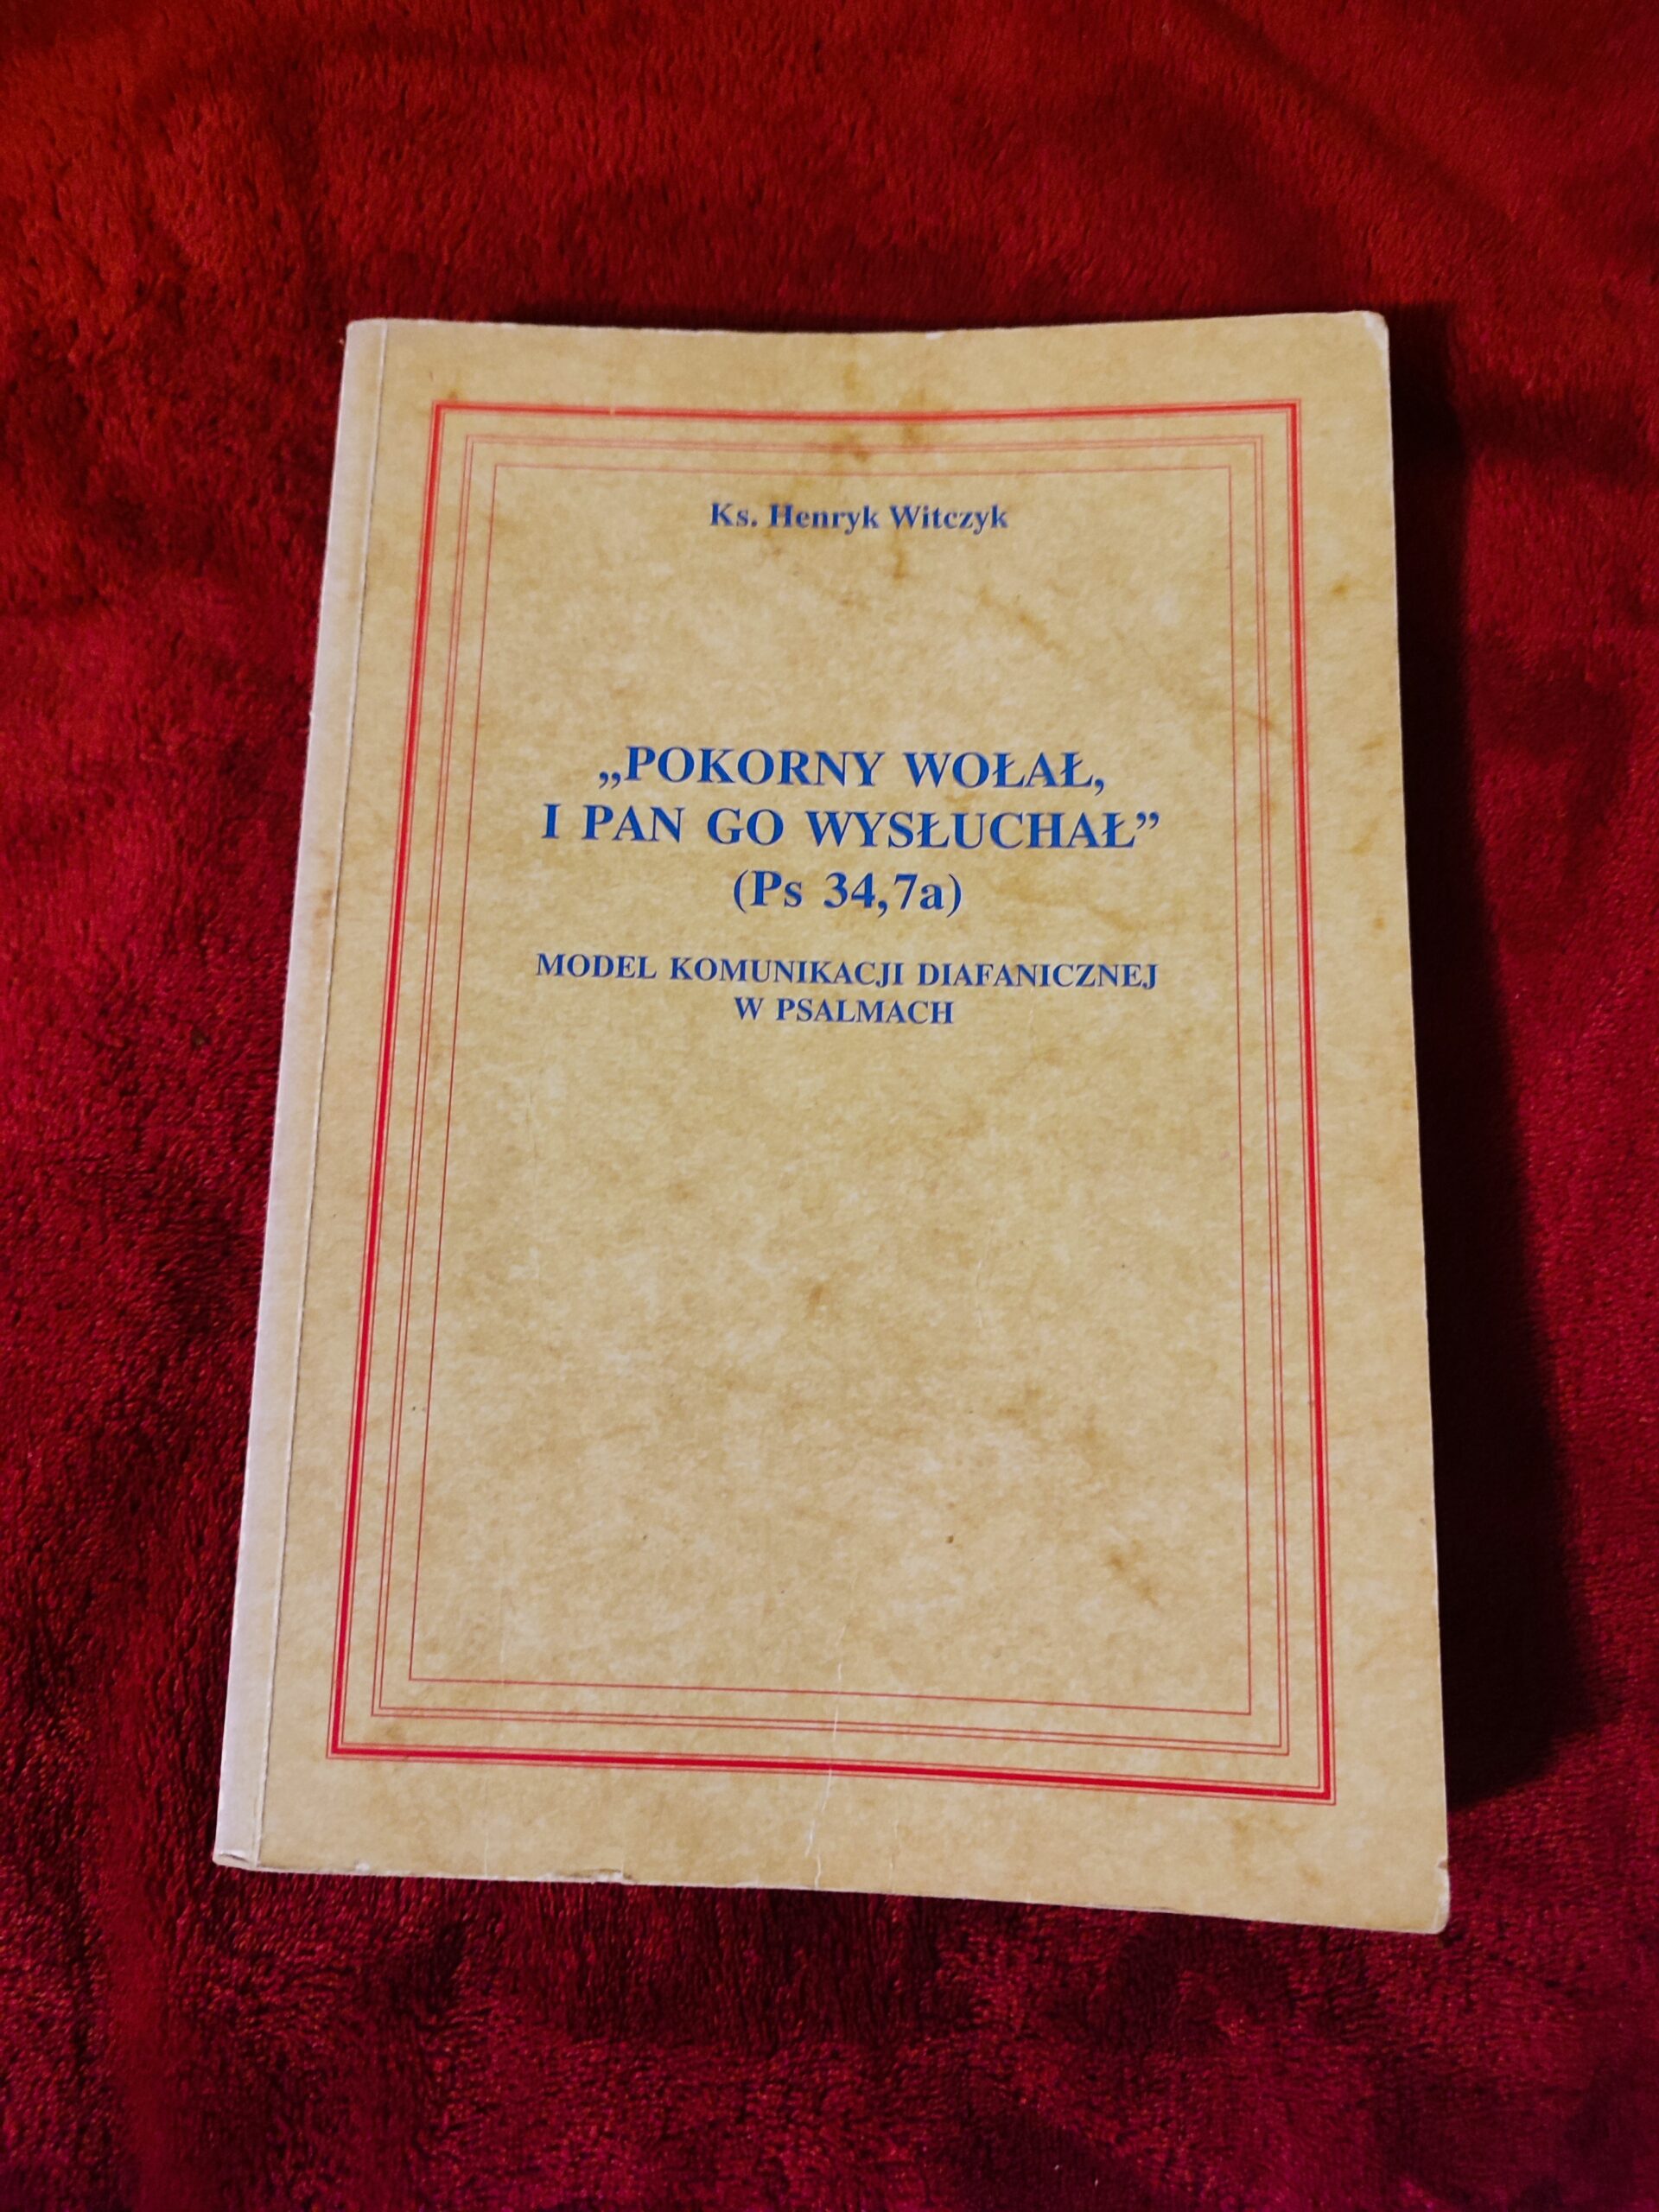 Ks. Henryk Witczyk
„POKORNY WOŁAŁ,
I PAN GO WYSŁUCHAŁ”
(Ps 34,7a)
MODEL KOMUNIKACJI DIAFANICZNEJ
W PSALMACH